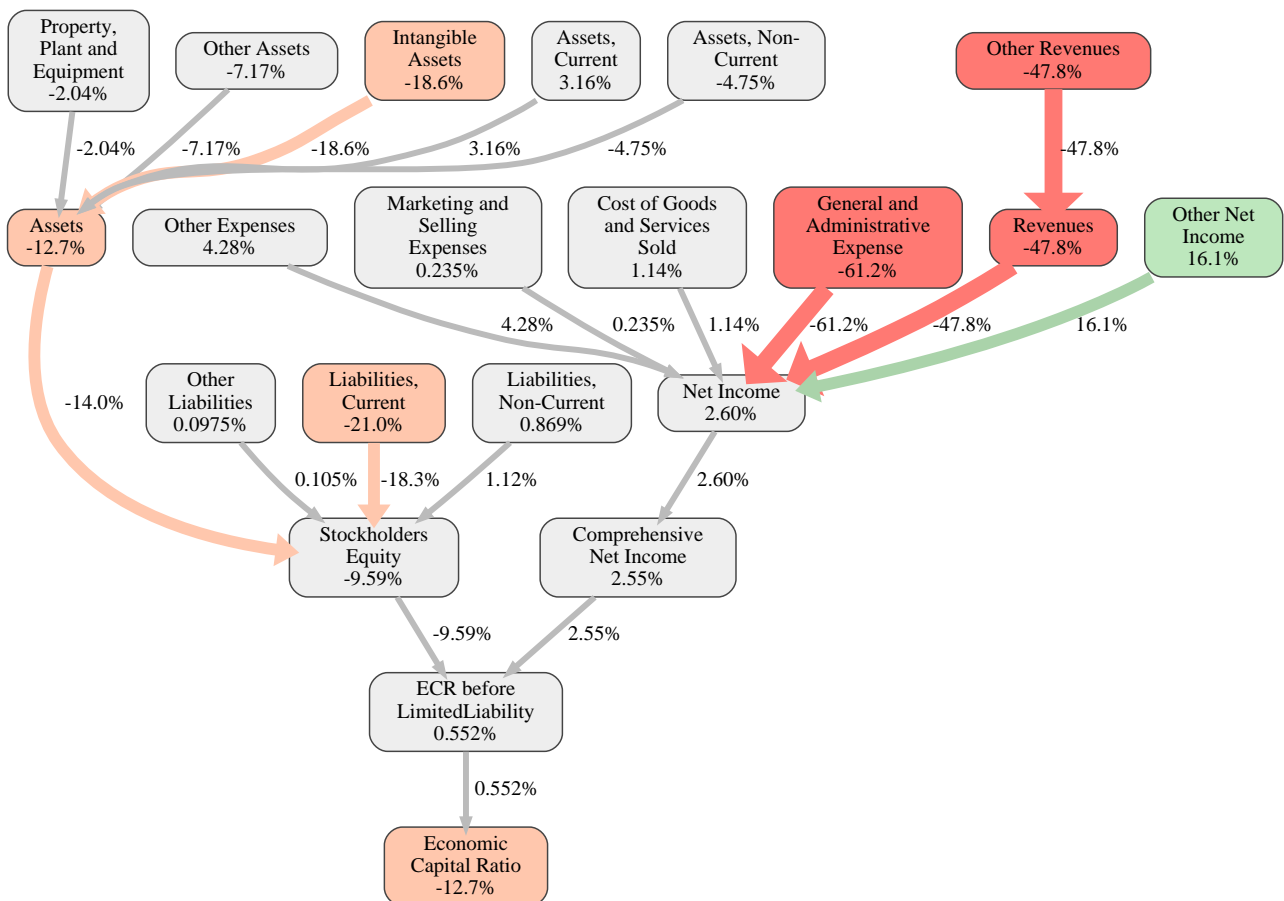 Property,
Plant and
Equipment
-2.04%
Other Assets
-7.17%
Intangible
Assets
-18.6%
Assets,
Current
3.16%
Assets, Non-
Current
-4.75%
Other Revenues
-47.8%
-2.04%
-7.17%
-18.6%
3.16%
-4.75%
-47.8%
Assets
-12.7%
Other Expenses
4.28%
Marketing and
Selling
Expenses
0.235%
Cost of Goods
and Services
Sold
1.14%
General and
Administrative
Expense
-61.2%
Revenues
-47.8%
Other Net
Income
16.1%
4.28%
0.235%
1.14%
-61.2%
-47.8%
16.1%
-14.0%
Other
Liabilities
0.0975%
Liabilities,
Current
-21.0%
Liabilities,
Non-Current
0.869%
Net Income
2.60%
0.105%
-18.3%
1.12%
2.60%
Stockholders
Equity
-9.59%
Comprehensive
Net Income
2.55%
-9.59%
2.55%
ECR before
LimitedLiability
0.552%
0.552%
Economic
Capital Ratio
-12.7%